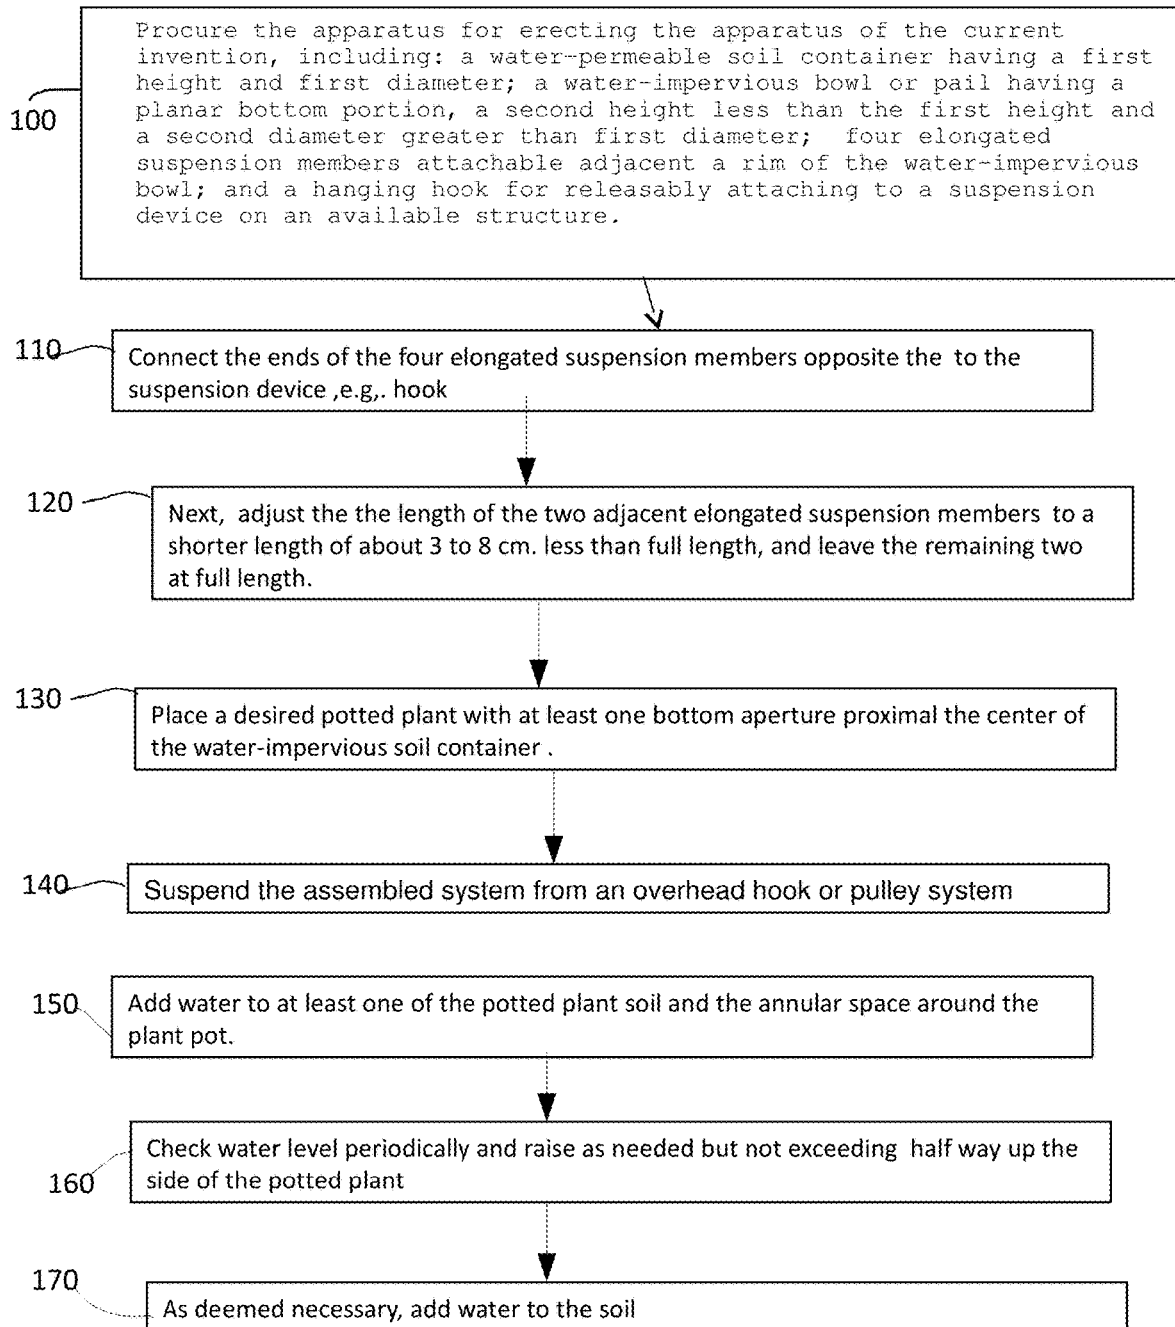 Procure the apparatus for erecting the apparatus of the current
invention, including: a water-permeable soil container having a first
height and first diameter; a water-impervious bowl or pail having a
planar bottom portion, a second height less than the first height and
100
a second diameter greater than first diameter;  four elongated
suspension members attachable adjacent a rim of the water-impervious
bowl; and a hanging hook for releasably attaching to a suspension
device on an available structure.
110
Connect the ends of the four elongated suspension members opposite the  to the
suspension device ,e.g,. hook
120
Next,  adjust the the length of the two adjacent elongated suspension members  to a
shorter length of about 3 to 8 cm. less than full length, and leave the remaining two
at full length.
130
Place a desired potted plant with at least one bottom aperture proximal the center of
the water-impervious soil container .
140
Suspend the assembled system from an overhead hook or pulley system
150
Add water to at least one of the potted plant soil and the annular space around the
plant pot.
Check water level periodically and raise as needed but not exceeding  half way up the
side of the potted plant
160
170
As deemed necessary, add water to the soil